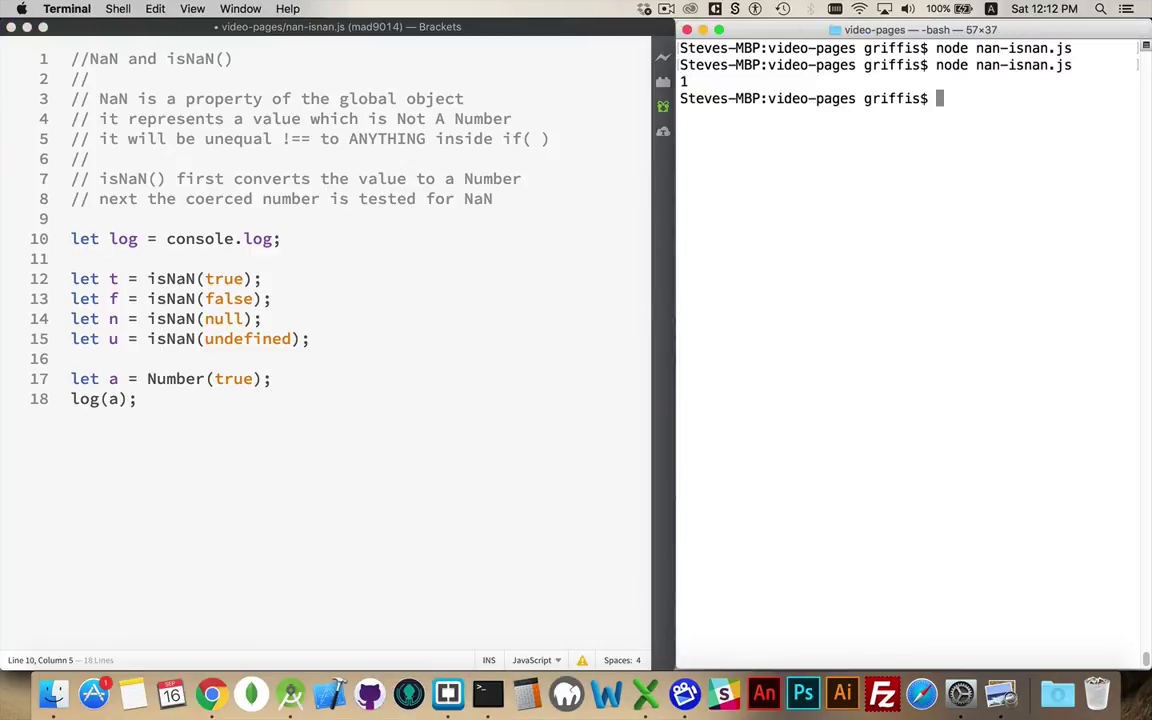 Terminal Shell Edit View Window Help 100% Sat 12:12 PM
• video-pages/nan-isnan.js (mad9014) — Brackets
video-pages — -bash — 57×37
1 //NaN and isNaN()
2 //
3 // NaN is a property of the global object
4 // it represents a value which is Not A Number
5 // it will be unequal !== to ANYTHING inside if( )
6 //
7 // isNaN() first converts the value to a Number
8 // next the coerced number is tested for NaN
9
10 let log = console.log;
11
12 let t = isNaN(true);
13 let f = isNaN(false);
14 let n = isNaN(null);
15 let u = isNaN(undefined);
16
17 let a = Number(true);
18 log(a);
Steves-MBP:video-pages griffis$ node nan-isnan.js
Steves-MBP:video-pages griffis$ node nan-isnan.js
1
Steves-MBP:video-pages griffis$
Line 10, Column 5 — 18 Lines INS JavaScript Spaces: 4
1 SEP 16 An Ps Ai Fz